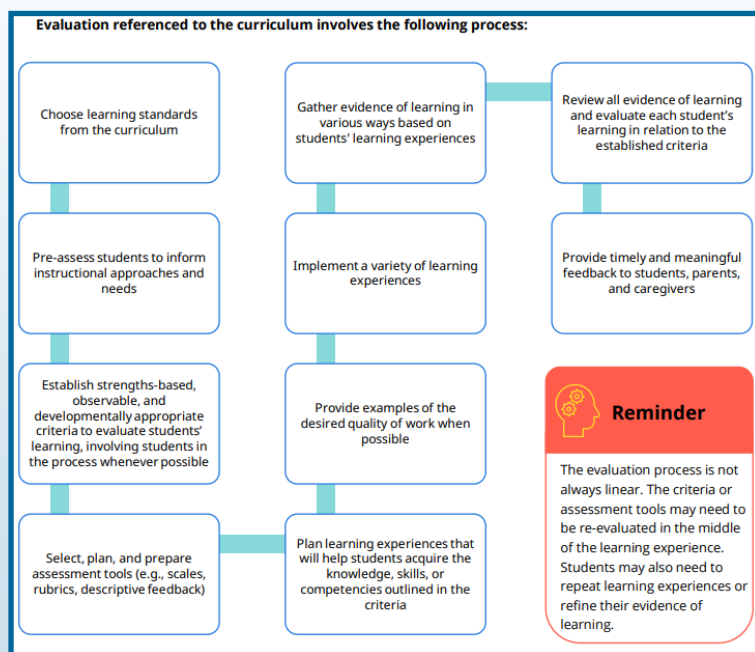 Evaluation referenced to the curriculum involves the following process:
Choose learning standards
from the curriculum
Pre-assess students to inform
instructional approaches and
needs
Establish strengths-based,
observable, and
developmentally appropriate
criteria to evaluate students'
learning, involving students in
the process whenever possible
Select, plan, and prepare
assessment tools (e.g., scales,
rubrics, descriptive feedback)
Plan learning experiences that
will help students acquire the
knowledge, skills, or
competencies outlined in the
criteria
Provide examples of the
desired quality of work when
possible
Implement a variety of learning
experiences
Gather evidence of learning in
various ways based on
students' learning experiences
Review all evidence of learning
and evaluate each student's
learning in relation to the
established criteria
Provide timely and meaningful
feedback to students, parents,
and caregivers
Reminder
The evaluation process is not
always linear. The criteria or
assessment tools may need to
be re-evaluated in the middle
of the learning experience.
Students may also need to
repeat learning experiences or
refine their evidence of
learning.